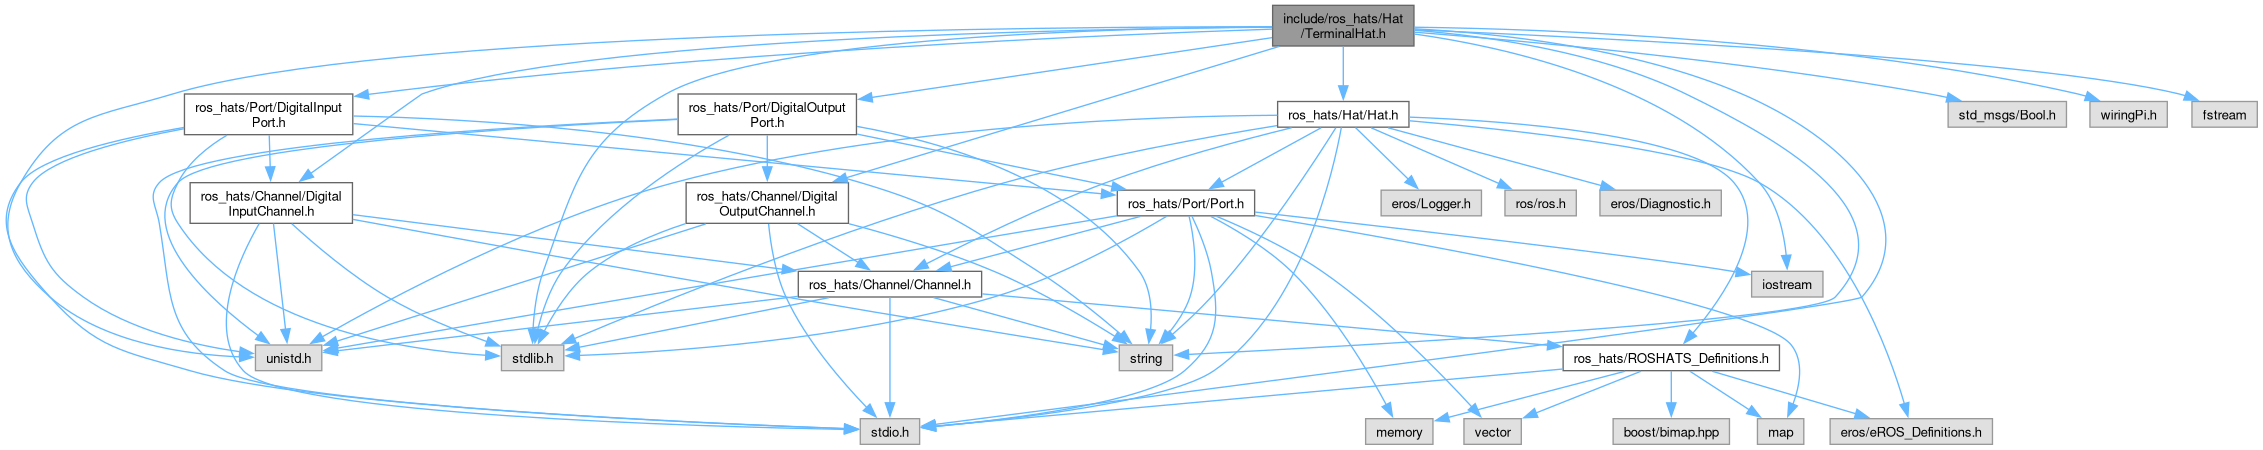 include/ros_hats/Hat
/TerminalHat.h
ros_hats/Port/DigitalInput
Port.h
ros_hats/Port/DigitalOutput
Port.h
ros_hats/Hat/Hat.h
std_msgs/Bool.h
wiringPi.h
fstream
ros_hats/Channel/Digital
InputChannel.h
ros_hats/Channel/Digital
OutputChannel.h
ros_hats/Port/Port.h
eros/Logger.h
ros/ros.h
eros/Diagnostic.h
ros_hats/Channel/Channel.h
iostream
unistd.h
stdlib.h
string
ros_hats/ROSHATS_Definitions.h
stdio.h
memory
vector
boost/bimap.hpp
map
eros/eROS_Definitions.h